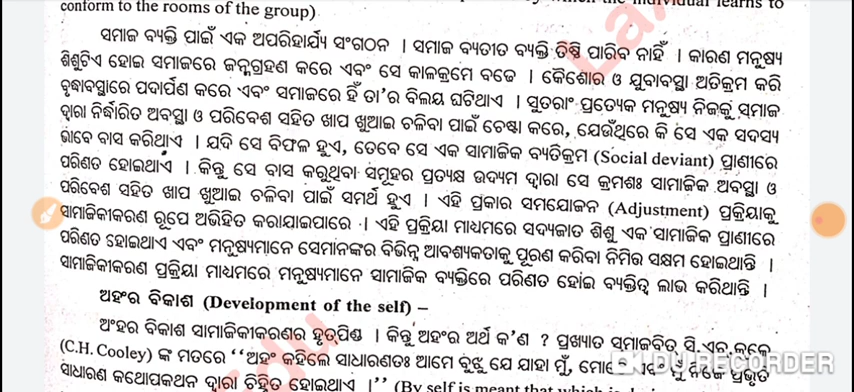 conform to the rooms of the group)
ସମାଜ ବ୍ୟକ୍ତି ପାଇଁ ଏକ ଅପରିହାର୍ଯ୍ୟ ସଂଗଠନ । ସମାଜ ବ୍ୟତୀତ ବ୍ୟକ୍ତି ତିଷ୍ଠି ପାରିବ ନାହିଁ । କାରଣ ମନୁଷ୍ୟ
ଶିଶୁଟିଏ ହୋଇ ସମାଜରେ ଜନ୍ମଗ୍ରହଣ କରେ ଏବଂ ସେ କାଳକ୍ରମେ ବଢେ । କୈଶୋର ଓ ଯୁବାବସ୍ଥା ଅତିକ୍ରମ କରି
ବୃଦ୍ଧାବସ୍ଥାରେ ପଦାର୍ପଣ କରେ ଏବଂ ସମାଜରେ ହିଁ ତା'ର ବିଲୟ ଘଟିଥାଏ । ସୁତରାଂ ପ୍ରତ୍ୟେକ ମନୁଷ୍ୟ ନିଜକୁ ସମାଜ
ଦ୍ୱାରା ନିର୍ଦ୍ଧାରିତ ଅବସ୍ଥା ଓ ପରିବେଶ ସହିତ ଖାପ ଖୁଆଇ ଚଳିବା ପାଇଁ ଚେଷ୍ଟା କରେ, ଯେଉଁଥିରେ କି ସେ ଏକ ସଦସ୍ୟ
ଭାବେ ବାସ କରିଥାଏ । ଯଦି ସେ ବିଫଳ ହୁଏ, ତେବେ ସେ ଏକ ସାମାଜିକ ବ୍ୟତିକ୍ରମ (Social deviant) ପ୍ରାଣୀରେ
ପରିଣତ ହୋଇଥାଏ । କିନ୍ତୁ ସେ ବାସ କରୁଥିବା ସମୂହର ପ୍ରତ୍ୟକ୍ଷ ଉଦ୍ୟମ ଦ୍ୱାରା ସେ କ୍ରମଶଃ ସାମାଜିକ ଅବସ୍ଥା ଓ
ପରିବେଶ ସହିତ ଖାପ ଖୁଆଇ ଚଳିବା ପାଇଁ ସମର୍ଥ ହୁଏ । ଏହି ପ୍ରକାର ସମଯୋଜନ (Adjustment) ପ୍ରକ୍ରିୟାକୁ
ସାମାଜିକୀକରଣ ରୂପେ ଅଭିହିତ କରାଯାଇପାରେ । ଏହି ପ୍ରକ୍ରିୟା ମାଧମରେ ସଦ୍ୟଜାତ ଶିଶୁ ଏକ ସାମାଜିକ ପ୍ରାଣୀରେ
ପରିଣତ ହୋଇଥାଏ ଏବଂ ମନୁଷ୍ୟମାନେ ସେମାନଙ୍କର ବିଭିନ୍ନ ଆବଶ୍ୟକତାକୁ ପୂରଣ କରିବା ନିମିତ୍ତ ସକ୍ଷମ ହୋଇଥାନ୍ତି ।
ସାମାଜିକୀକରଣ ପ୍ରକ୍ରିୟା ମାଧମରେ ମନୁଷ୍ୟମାନେ ସାମାଜିକ ବ୍ୟକ୍ତିରେ ପରିଣତ ହୋଇ ବ୍ୟକ୍ତିତ୍ୱ ଲାଭ କରିଥାନ୍ତି ।
ଅହଂର ବିକାଶ (Development of the self) –
ଅଂହର ବିକାଶ ସାମାଜିକୀକରଣର ହୃତ୍‌ପିଣ୍ଡ । କିନ୍ତୁ ଅହଂର ଅର୍ଥ କ'ଣ ? ପ୍ରଖ୍ୟାତ ସମାଜବିତ୍ ସି.ଏଚ୍.କୁଲେ
(C.H. Cooley) ଙ୍କ ମତରେ "ଅହଂ କହିଲେ ସାଧାରଣତଃ ଆମେ ବୁଝୁ ଯେ ଯାହା ମୁଁ,
ସାଧାରଣ କଥୋପକଥନ ଦ୍ୱାରା ଚିହ୍ନିତ ହୋଇଥାଏ ।" (By self is meant that which is
DU RECORDER